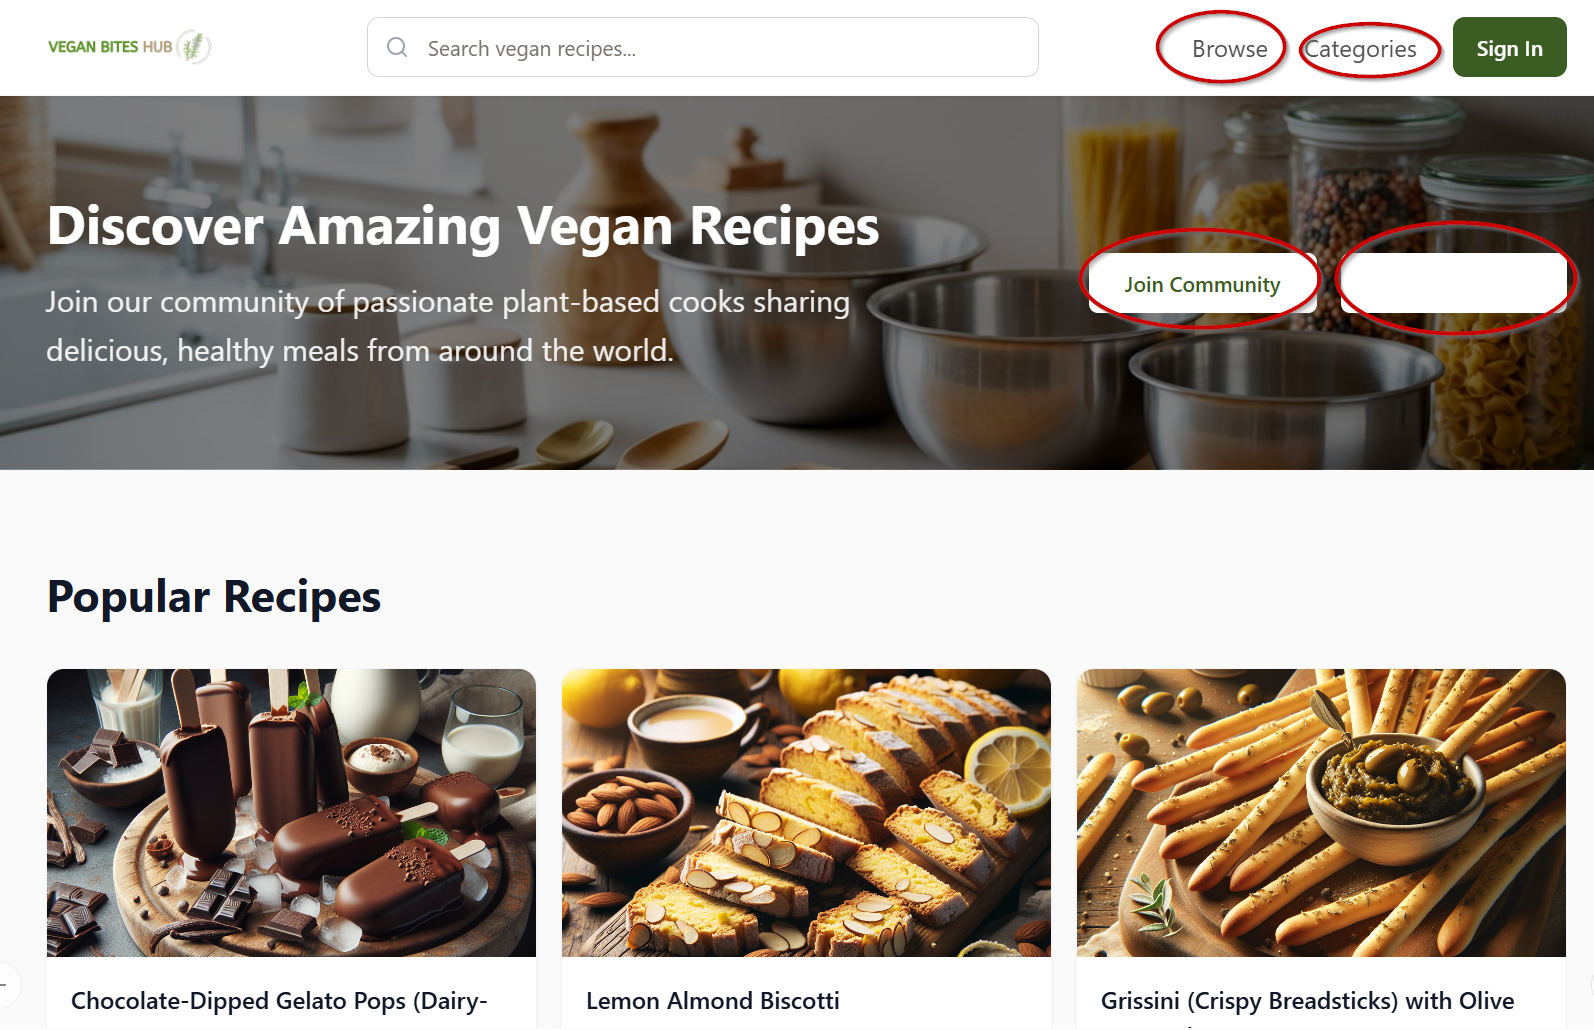 VEGAN BITES HUB
Search vegan recipes...
Browse
Categories
Sign In
Discover Amazing Vegan Recipes
Join our community of passionate plant-based cooks sharing
delicious, healthy meals from around the world.
Join Community
Popular Recipes
Chocolate-Dipped Gelato Pops (Dairy-
Lemon Almond Biscotti
Grissini (Crispy Breadsticks) with Olive